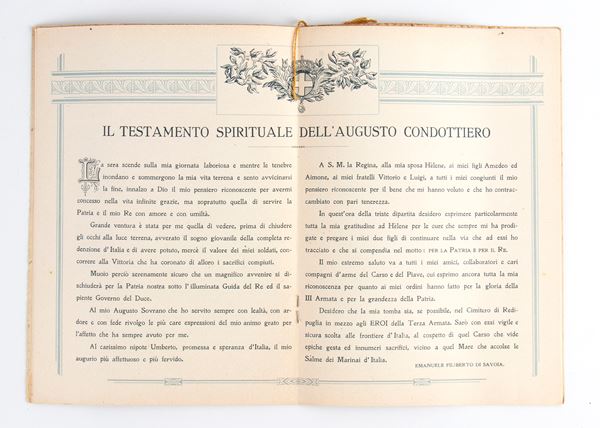 IL TESTAMENTO SPIRITUALE DELL'AUGUSTO CONDOTTIERO
La sera scende sulla mia giornata laboriosa e mentre le tenebre
inondano e sommergono la mia vita terrena e sento avvicinarsi
la fine, innalzo a Dio il mio pensiero riconoscente per avermi
concesso nella vita infinite grazie, ma sopratutto quella di servire la
Patria e il mio Re con amore e con umiltà.
Grande ventura è stata per me quella di vedere, prima di chiudere
gli occhi alla luce terrena, avverato il sogno giovanile della completa re-
denzione d'Italia e di avere potuto, mercè il valore dei miei soldati, con-
correre alla Vittoria che ha coronato di alloro i sacrifici compiuti.
Muoio perciò serenamente sicuro che un magnifico avvenire si di-
schiuderà per la Patria nostra sotto l'illuminata Guida del Re ed il sa-
piente Governo del Duce.
Al mio Augusto Sovrano che ho servito sempre con lealtà, con ar-
dore e con fede rivolgo le più care espressioni del mio animo grato per
l'affetto che ha sempre avuto per me.
Al carissimo nipote Umberto, promessa e speranza d'Italia, il mio
augurio più affettuoso e più fervido.
A S. M. la Regina, alla mia sposa Hélène, ai miei figli Amedeo ed
Aimone, ai miei fratelli Vittorio e Luigi, a tutti i miei congiunti il mio
pensiero riconoscente per il bene che mi hanno voluto e che ho contrac-
cambiato con pari tenerezza.
In quest'ora della triste dipartita desidero esprimere particolarmente
tutta la mia gratitudine ad Hélène per le cure che sempre mi ha prodi-
gate e pregare i miei due figli di continuare nella via che ad essi ho
tracciato e che si compendia nel motto: PER LA PATRIA E PER IL RE.
Il mio estremo saluto va a tutti i miei amici, collaboratori e cari
compagni d'arme del Carso e del Piave, cui esprimo ancora tutta la mia
riconoscenza per quanto ai miei ordini hanno fatto per la gloria della
III Armata e per la grandezza della Patria.
Desidero che la mia tomba sia, se possibile, nel Cimitero di Redi-
puglia in mezzo agli EROI della Terza Armata. Sarò con essi vigile e
sicura scolta alle frontiere d'Italia, al cospetto di quel Carso che vide
epiche gesta ed innumeri sacrifici, vicino a quel Mare che accolse le
Salme dei Marinai d'Italia.
EMANUELE FILIBERTO DI SAVOIA.